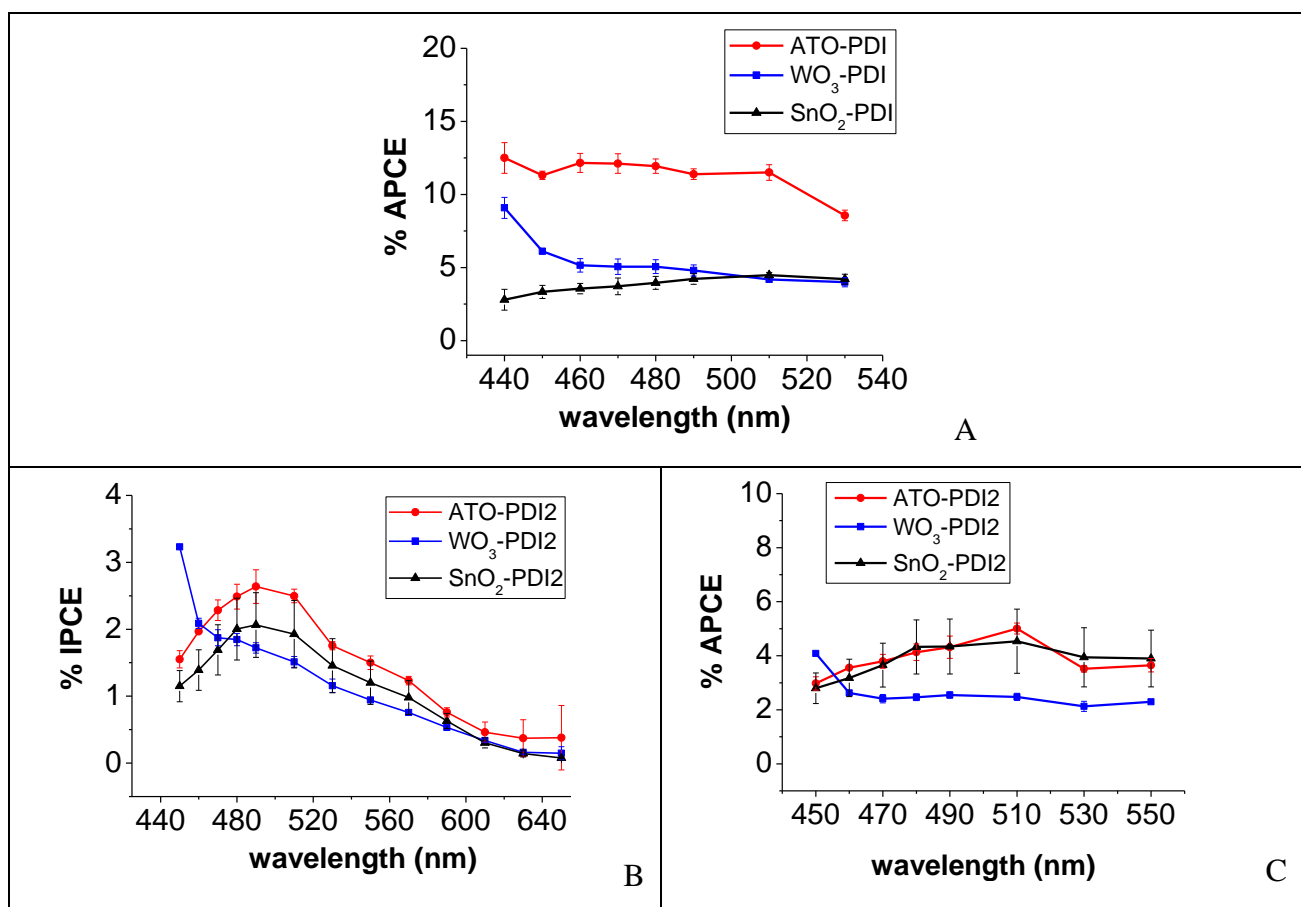 20
15
10
5
0
% APCE
ATO-PDI
WO₃-PDI
SnO₂-PDI
440 460 480 500 520 540
wavelength (nm)
A
4
3
2
1
0
% IPCE
ATO-PDI2
WO₃-PDI2
SnO₂-PDI2
440 480 520 560 600 640
wavelength (nm)
B
10
8
6
4
2
0
% APCE
ATO-PDI2
WO₃-PDI2
SnO₂-PDI2
450 470 490 510 530 550
wavelength (nm)
C